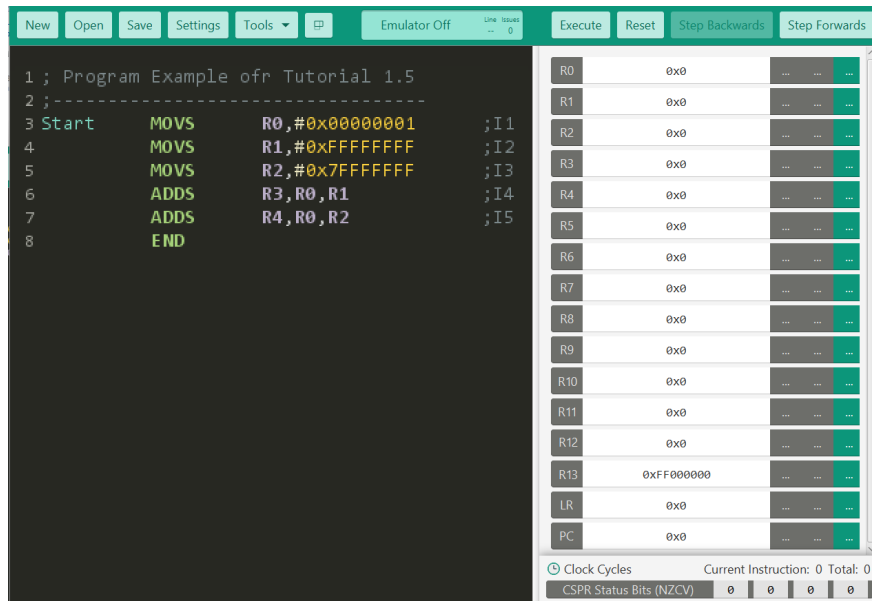 New Open Save Settings Tools Emulator Off Line Issues -- 0 Execute Reset Step Backwards Step Forwards
1 ; Program Example ofr Tutorial 1.5
2 ;----------------------------------
3 Start MOVS R0,#0x00000001 ;I1
4 MOVS R1,#0xFFFFFFFF ;I2
5 MOVS R2,#0x7FFFFFFF ;I3
6 ADDS R3,R0,R1 ;I4
7 ADDS R4,R0,R2 ;I5
8 END
R0 0x0 ... ... ...
R1 0x0 ... ... ...
R2 0x0 ... ... ...
R3 0x0 ... ... ...
R4 0x0 ... ... ...
R5 0x0 ... ... ...
R6 0x0 ... ... ...
R7 0x0 ... ... ...
R8 0x0 ... ... ...
R9 0x0 ... ... ...
R10 0x0 ... ... ...
R11 0x0 ... ... ...
R12 0x0 ... ... ...
R13 0xFF000000 ... ... ...
LR 0x0 ... ... ...
PC 0x0 ... ... ...
Clock Cycles Current Instruction: 0 Total: 0
CSPR Status Bits (NZCV) 0 0 0 0